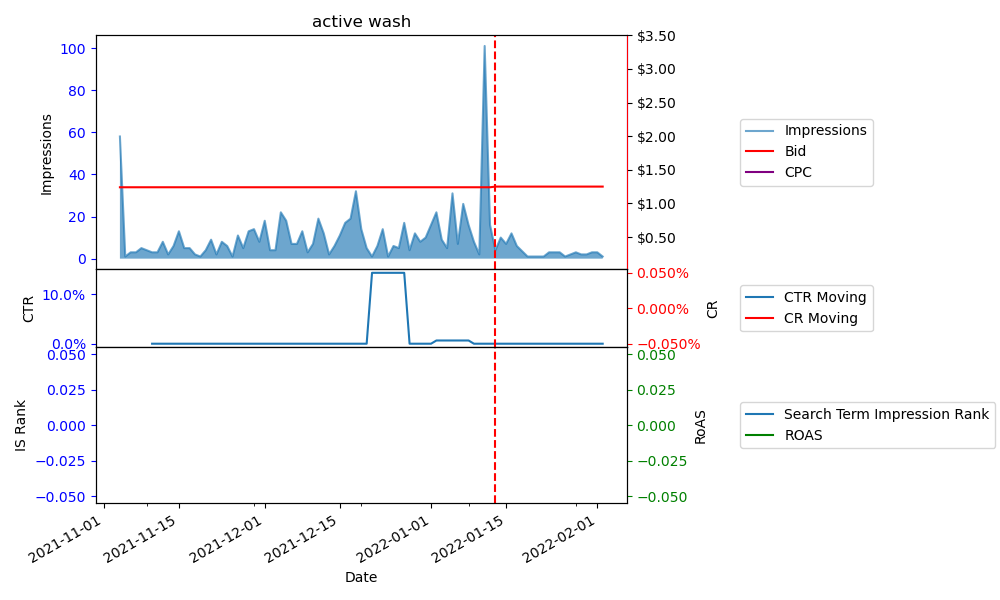 active wash
Impressions
100
80
60
40
20
0
$3.50
$3.00
$2.50
$2.00
$1.50
$1.00
$0.50
Impressions
Bid
CPC
CTR
10.0%
0.0%
0.050%
0.000%
−0.050%
CR
CTR Moving
CR Moving
IS Rank
0.050
0.025
0.000
−0.025
−0.050
0.050
0.025
0.000
−0.025
−0.050
RoAS
Search Term Impression Rank
ROAS
2021-11-01
2021-11-15
2021-12-01
2021-12-15
2022-01-01
2022-01-15
2022-02-01
Date